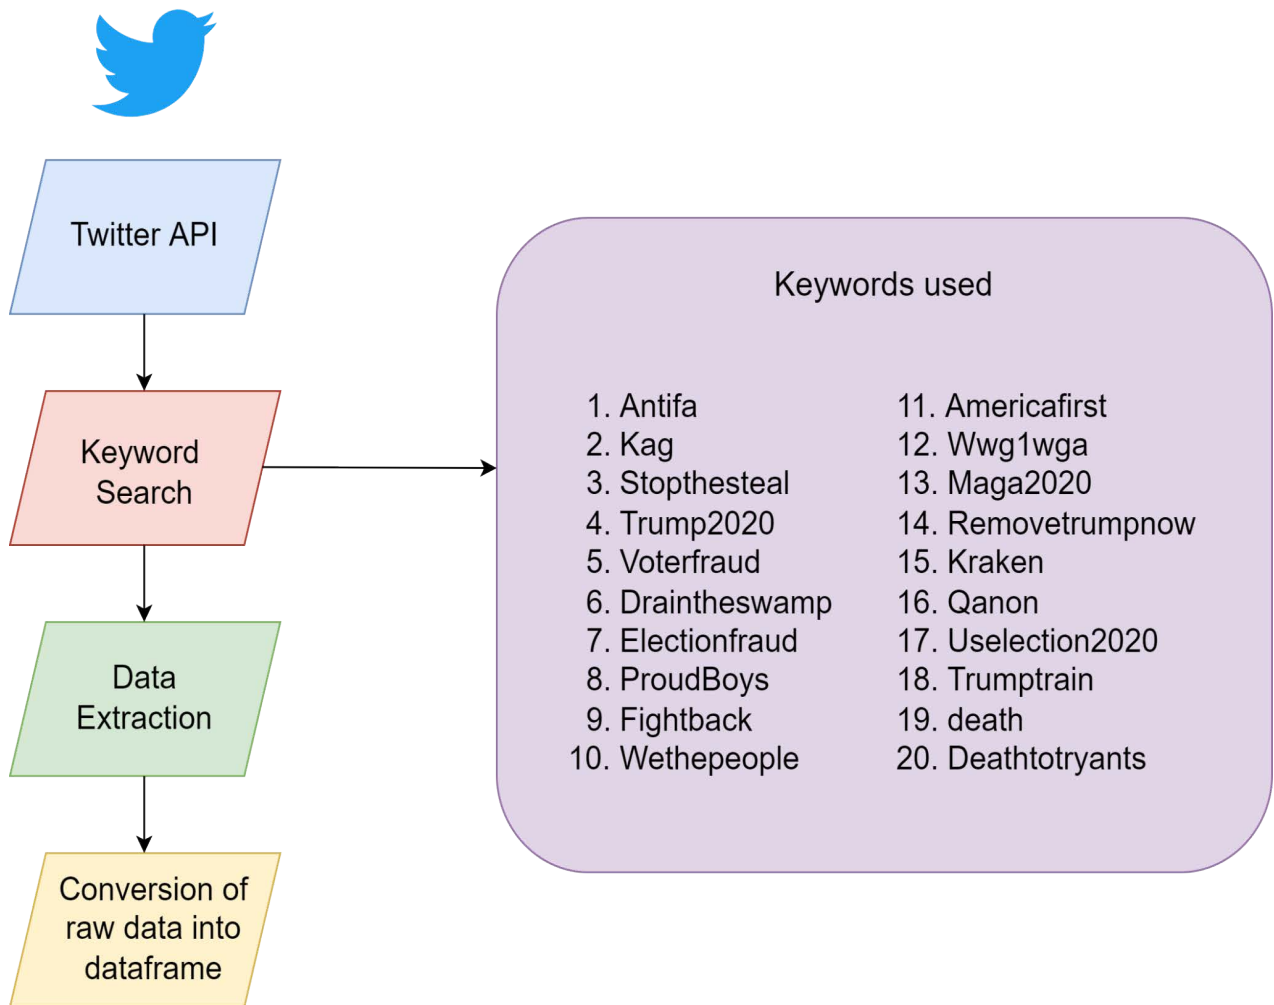 Twitter API
Keyword
Search
Data
Extraction
Conversion of
raw data into
dataframe
Keywords used
1. Antifa
2. Kag
3. Stopthesteal
4. Trump2020
5. Voterfraud
6. Draintheswamp
7. Electionfraud
8. ProudBoys
9. Fightback
10. Wethepeople
11. Americafirst
12. Wwg1wga
13. Maga2020
14. Removetrumpnow
15. Kraken
16. Qanon
17. Uselection2020
18. Trumptrain
19. death
20. Deathtotryants